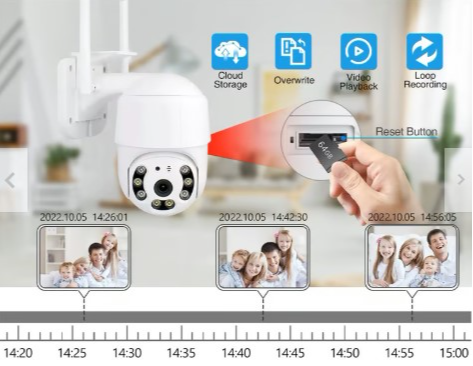 Cloud
Storage
Overwrite
Video
Playback
Loop
Recording
Reset Button
64GB
2022.10.05 14:26:01
2022.10.05 14:42:30
2022.10.05 14:56:05
14:20 14:25 14:30 14:35 14:40 14:45 14:50 14:55 15:00